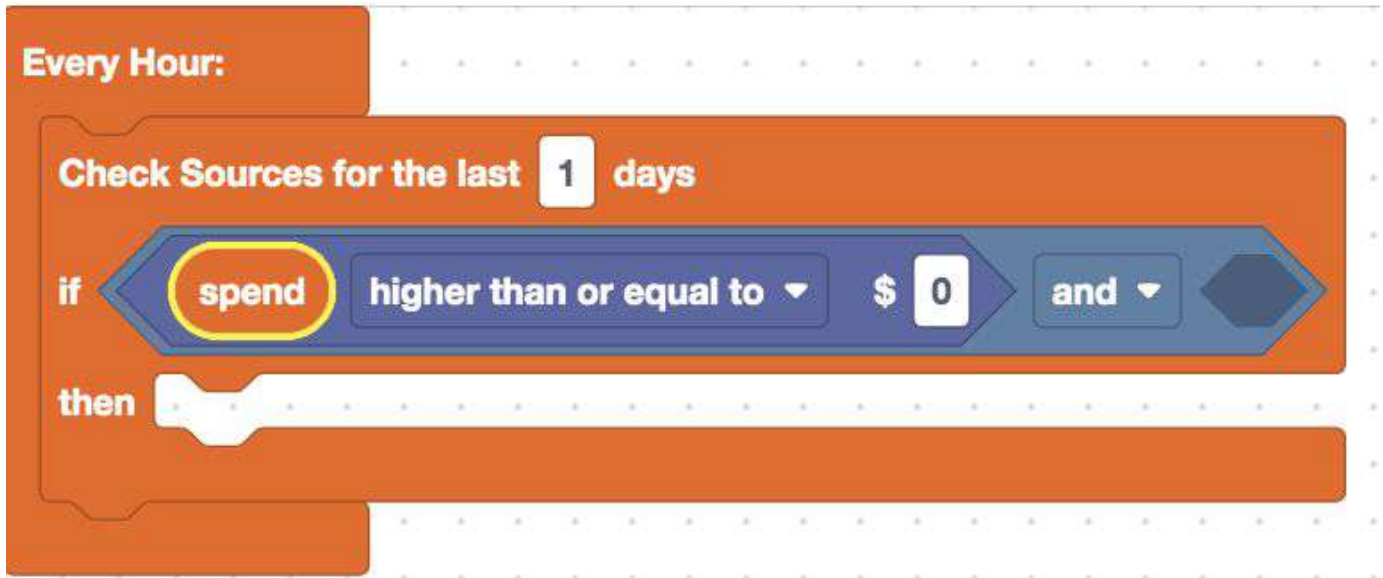 Every Hour:
Check Sources for the last 1 days
if spend higher than or equal to $ 0 and
then